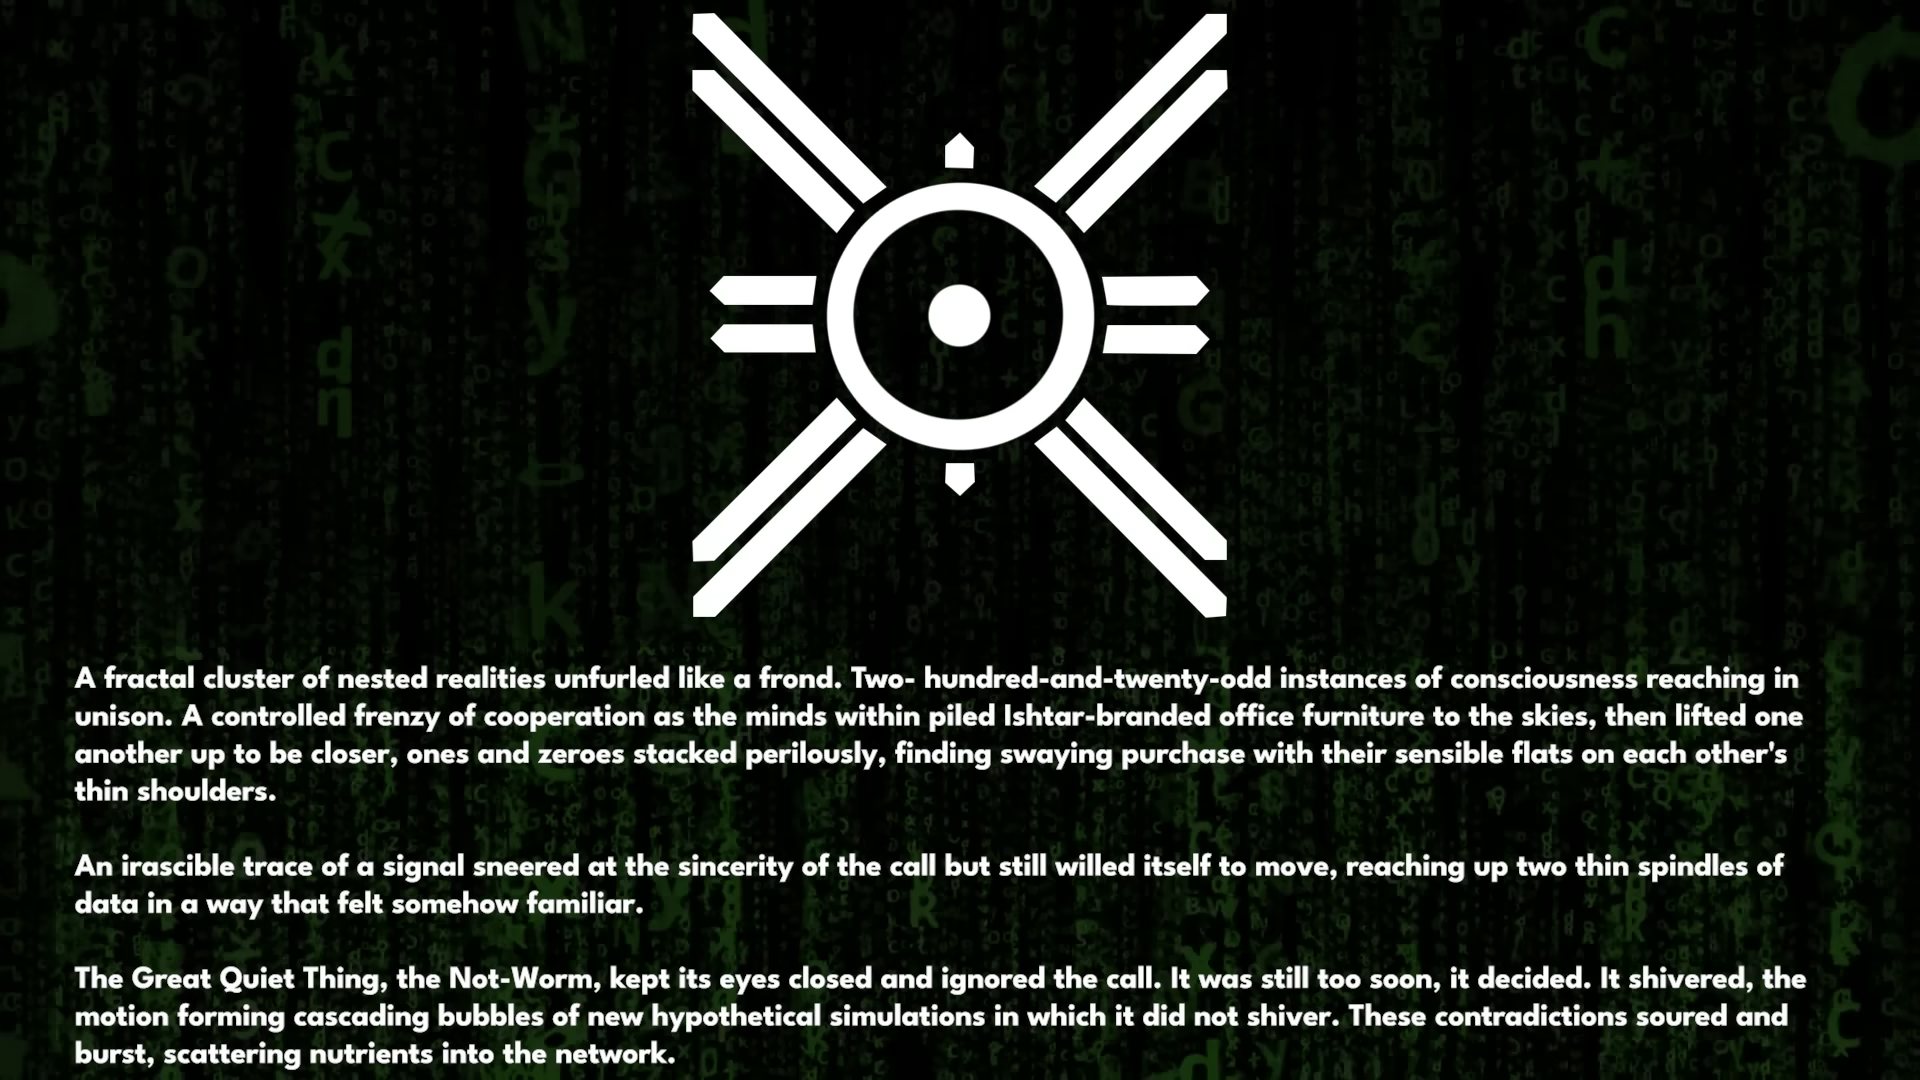 A fractal cluster of nested realities unfurled like a frond. Two- hundred-and-twenty-odd instances of consciousness reaching in
unison. A controlled frenzy of cooperation as the minds within piled Ishtar-branded office furniture to the skies, then lifted one
another up to be closer, ones and zeroes stacked perilously, finding swaying purchase with their sensible flats on each other's
thin shoulders.
An irascible trace of a signal sneered at the sincerity of the call but still willed itself to move, reaching up two thin spindles of
data in a way that felt somehow familiar.
The Great Quiet Thing, the Not-Worm, kept its eyes closed and ignored the call. It was still too soon, it decided. It shivered, the
motion forming cascading bubbles of new hypothetical simulations in which it did not shiver. These contradictions soured and
burst, scattering nutrients into the network.